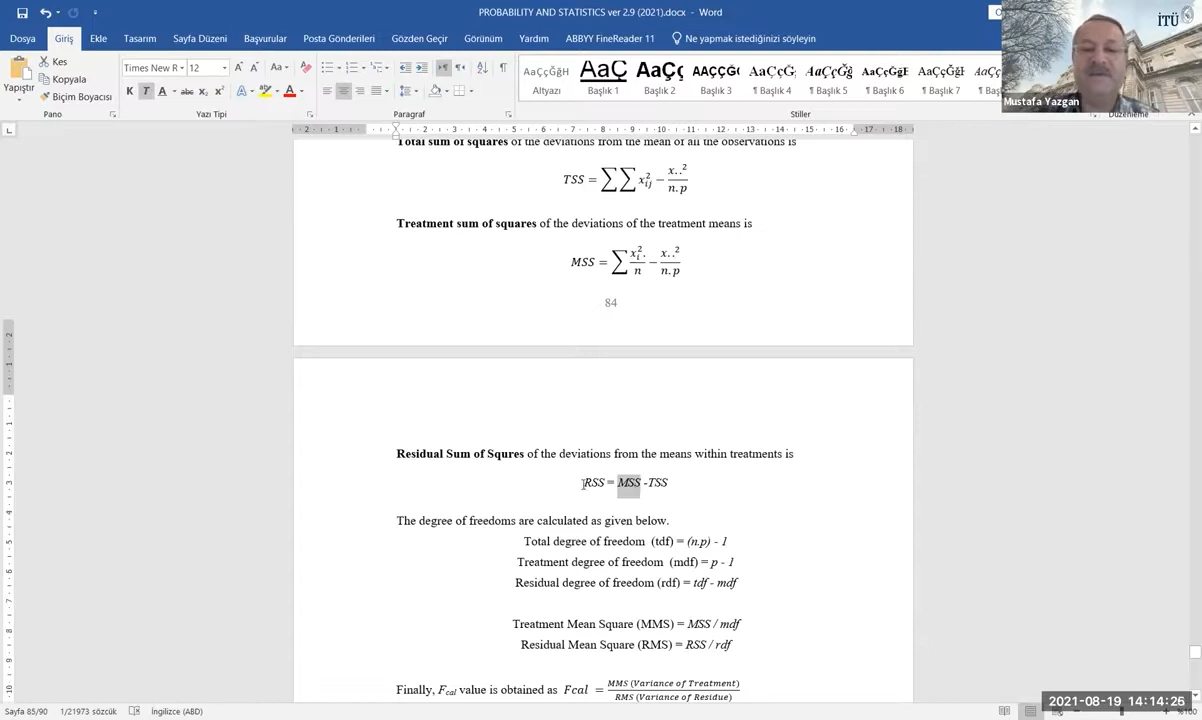 PROBABILITY AND STATISTICS ver 2.9 (2021).docx - Word
Dosya Giriş Ekle Tasarım Sayfa Düzeni Başvurular Posta Gönderileri Gözden Geçir Görünüm Yardım ABBYY FineReader 11 Ne yapmak istediğinizi söyleyin
İTÜ
Yapıştır
Kes
Kopyala
Biçim Boyacısı
Pano
Times New R 12
Yazı Tipi
Paragraf
Altyazı Başlık 1 Başlık 2 Başlık 3 ¶ Başlık 4 ¶ Başlık 5 ¶ Başlık 6 ¶ Başlık 7
Stiller
Düzenleme
Mustafa Yazgan
Total sum of squares of the deviations from the mean of all the observations is
TSS = ∑∑ x_{ij}^2 − x..^2 / n.p
Treatment sum of squares of the deviations of the treatment means is
MSS = ∑ x_i^2. / n − x..^2 / n.p
84
Residual Sum of Squres of the deviations from the means within treatments is
RSS = MSS -TSS
The degree of freedoms are calculated as given below.
Total degree of freedom (tdf) = (n.p) - 1
Treatment degree of freedom (mdf) = p - 1
Residual degree of freedom (rdf) = tdf - mdf
Treatment Mean Square (MMS) = MSS / mdf
Residual Mean Square (RMS) = RSS / rdf
Finally, Fcal value is obtained as Fcal = MMS (Variance of Treatment) / RMS (Variance of Residue)
Sayfa 85/90 1/21973 sözcük İngilizce (ABD)
%100
2021-08-19 14:14:26